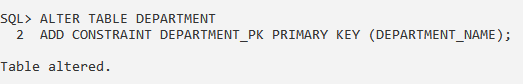 SQL> ALTER TABLE DEPARTMENT
2 ADD CONSTRAINT DEPARTMENT_PK PRIMARY KEY (DEPARTMENT_NAME);
Table altered.